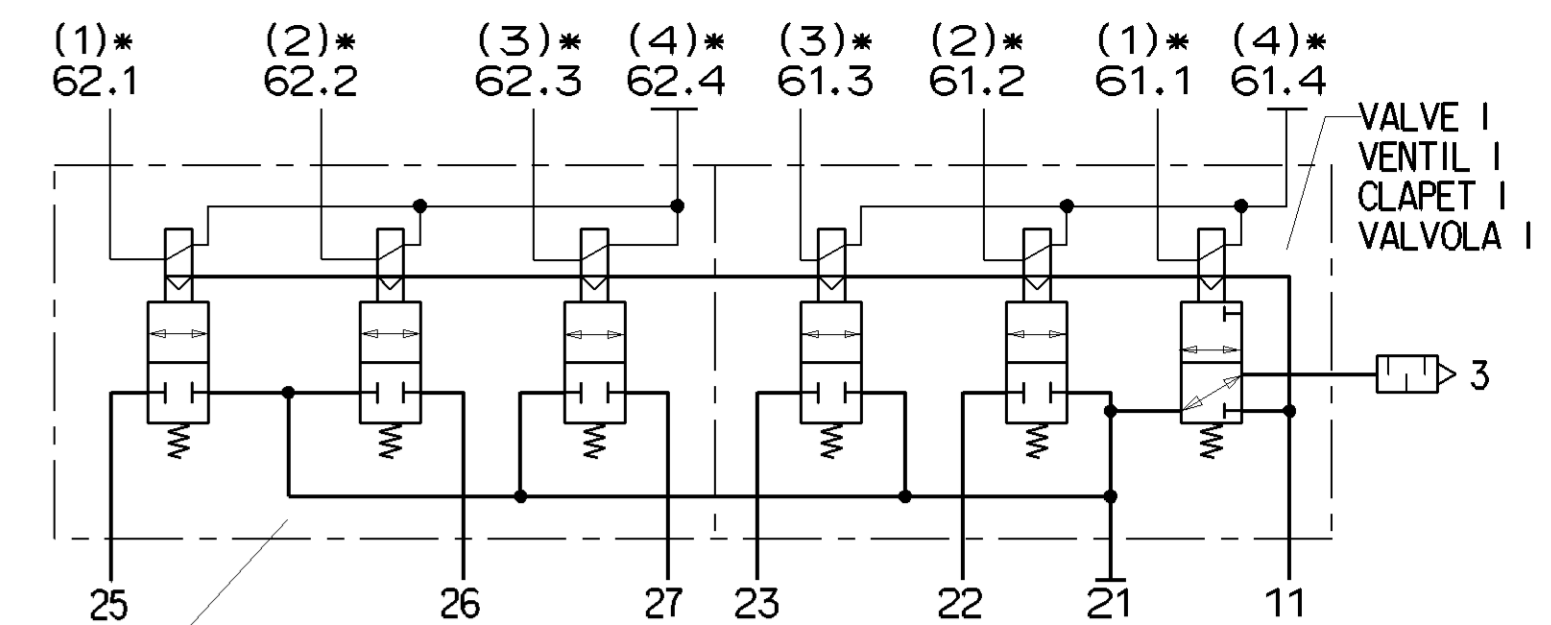 (1)* (2)* (3)* (4)* (3)* (2)* (1)* (4)*
62.1 62.2 62.3 62.4 61.3 61.2 61.1 61.4
VALVE I
VENTIL I
CLAPET I
VALVOLA I
3
25 26 27 23 22 21 11